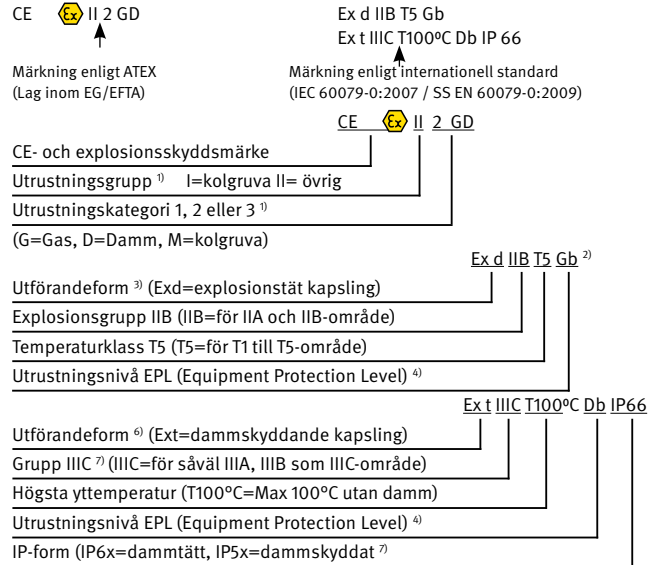 CE Ex II 2 GD
Ex d IIB T5 Gb
Ex t IIIC T100ºC Db IP 66
Märkning enligt ATEX
(Lag inom EG/EFTA)
Märkning enligt internationell standard
(IEC 60079-0:2007 / SS EN 60079-0:2009)
CE Ex II 2 GD
CE- och explosionsskyddsmärke
Utrustningsgrupp 1) I=kolgruva II= övrig
Utrustningskategori 1, 2 eller 3 1)
(G=Gas, D=Damm, M=kolgruva)
Ex d IIB T5 Gb 2)
Utförandeform 3) (Exd=explosionstät kapsling)
Explosionsgrupp IIB (IIB=för IIA och IIB-område)
Temperaturklass T5 (T5=för T1 till T5-område)
Utrustningsnivå EPL (Equipment Protection Level) 4)
Ex t IIIC T100ºC Db IP66
Utförandeform 6) (Ext=dammskyddande kapsling)
Grupp IIIC 7) (IIIC=för såväl IIIA, IIIB som IIIC-område)
Högsta yttemperatur (T100°C=Max 100°C utan damm)
Utrustningsnivå EPL (Equipment Protection Level) 4)
IP-form (IP6x=dammtätt, IP5x=dammskyddat 7)